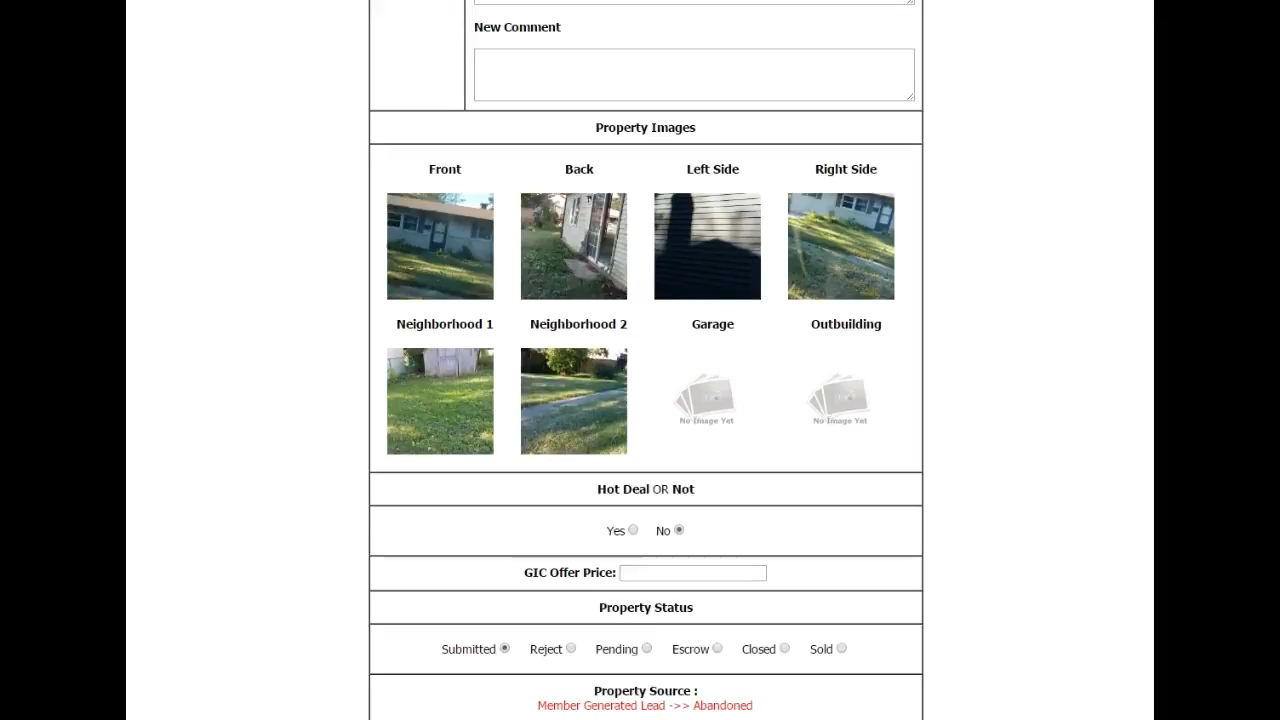 New Comment
Property Images
Front Back Left Side Right Side
Neighborhood 1 Neighborhood 2 Garage Outbuilding
No Image Yet No Image Yet
Hot Deal OR Not
Yes No
GIC Offer Price:
Property Status
Submitted Reject Pending Escrow Closed Sold
Property Source :
Member Generated Lead ->> Abandoned